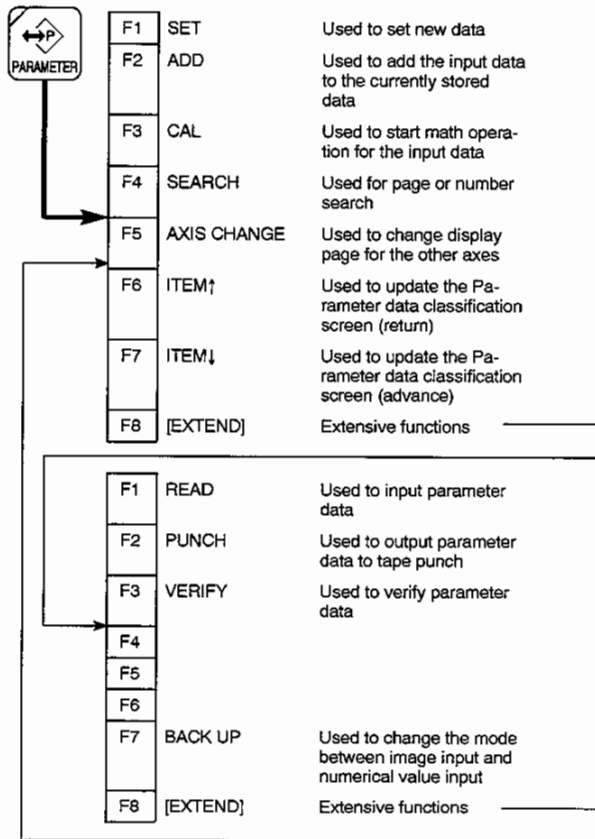 P
PARAMETER
F1 SET Used to set new data
F2 ADD Used to add the input data
to the currently stored
data
F3 CAL Used to start math opera-
tion for the input data
F4 SEARCH Used for page or number
search
F5 AXIS CHANGE Used to change display
page for the other axes
F6 ITEM↑ Used to update the Pa-
rameter data classification
screen (return)
F7 ITEM↓ Used to update the Pa-
rameter data classification
screen (advance)
F8 [EXTEND] Extensive functions
F1 READ Used to input parameter
data
F2 PUNCH Used to output parameter
data to tape punch
F3 VERIFY Used to verify parameter
data
F4
F5
F6
F7 BACK UP Used to change the mode
between image input and
numerical value input
F8 [EXTEND] Extensive functions